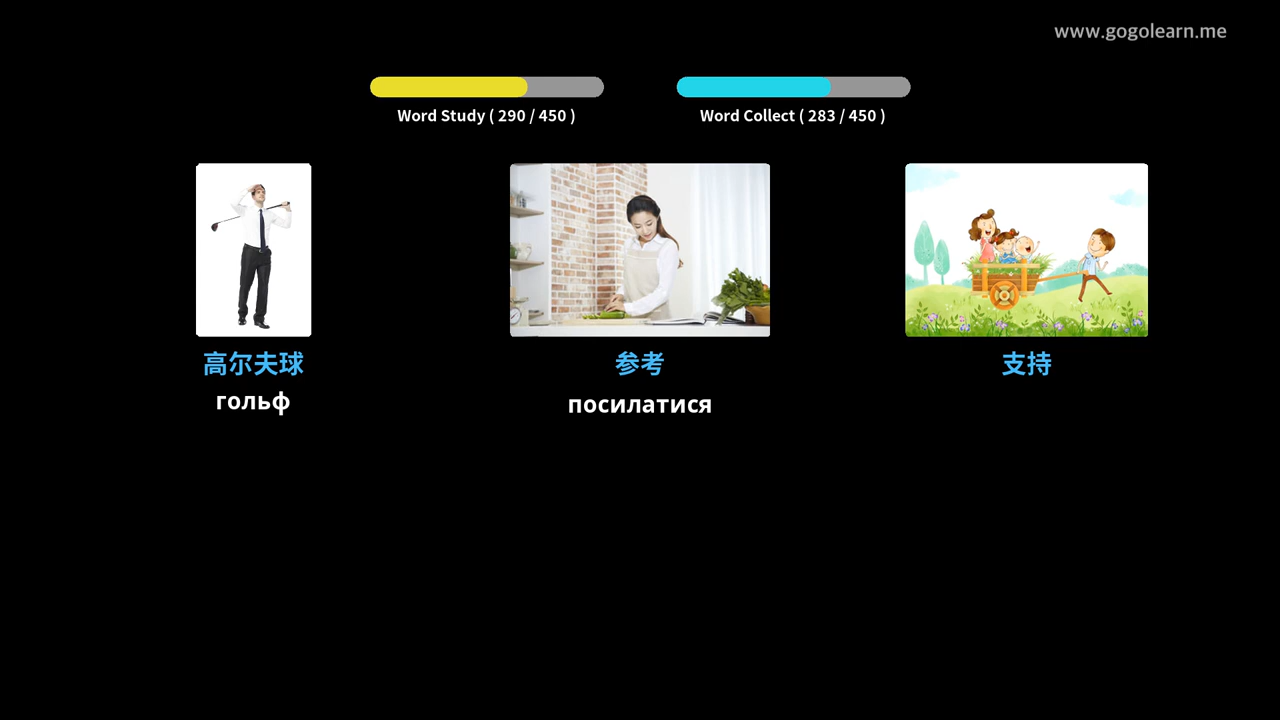 www.gogolearn.me
Word Study ( 290 / 450 )
Word Collect ( 283 / 450 )
高尔夫球
гольф
参考
посилатися
支持